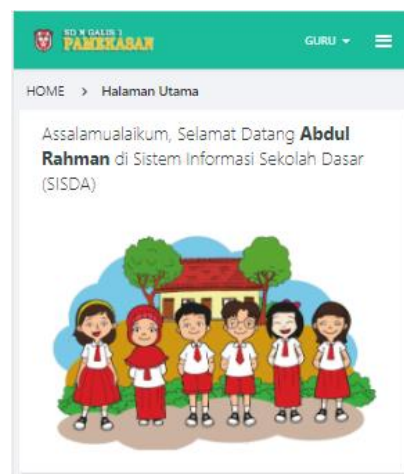 SD N GALIS 1
PAMEKASAN
GURU
HOME > Halaman Utama
Assalamualaikum, Selamat Datang Abdul
Rahman di Sistem Informasi Sekolah Dasar
(SISDA)